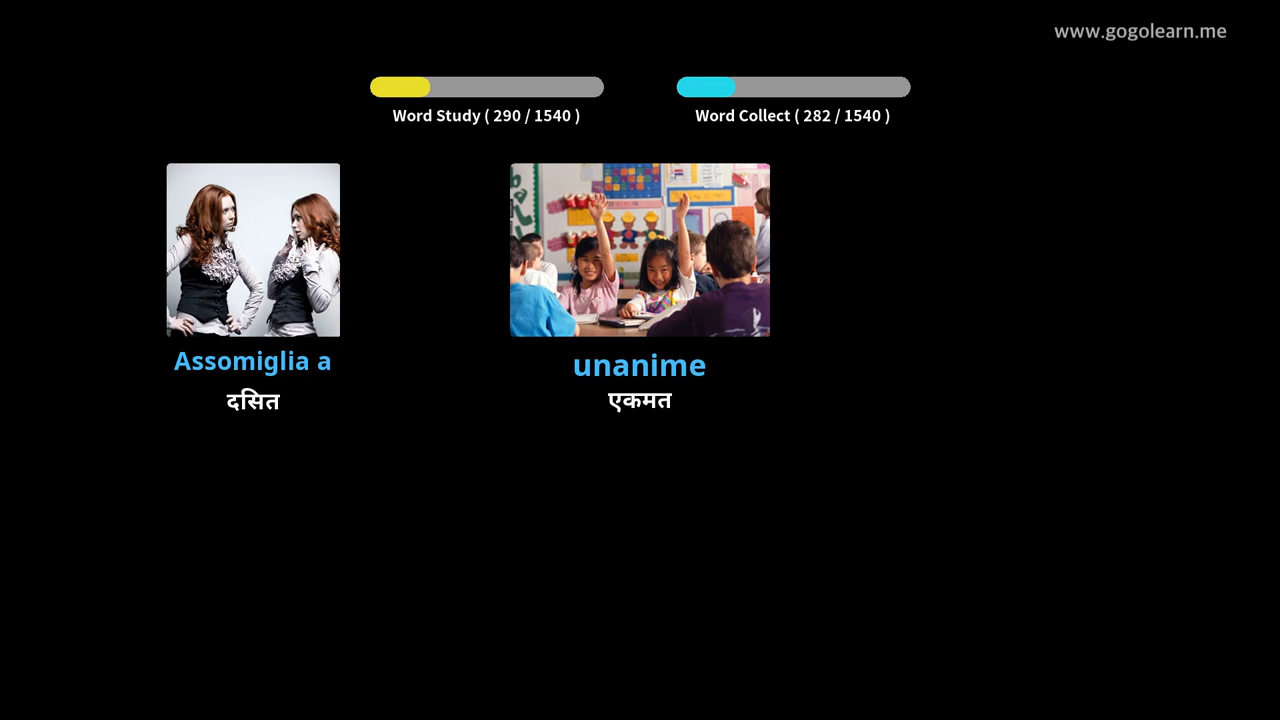 www.gogolearn.me
Word Study ( 290 / 1540 )
Word Collect ( 282 / 1540 )
Assomiglia a
दसित
unanime
एकमत